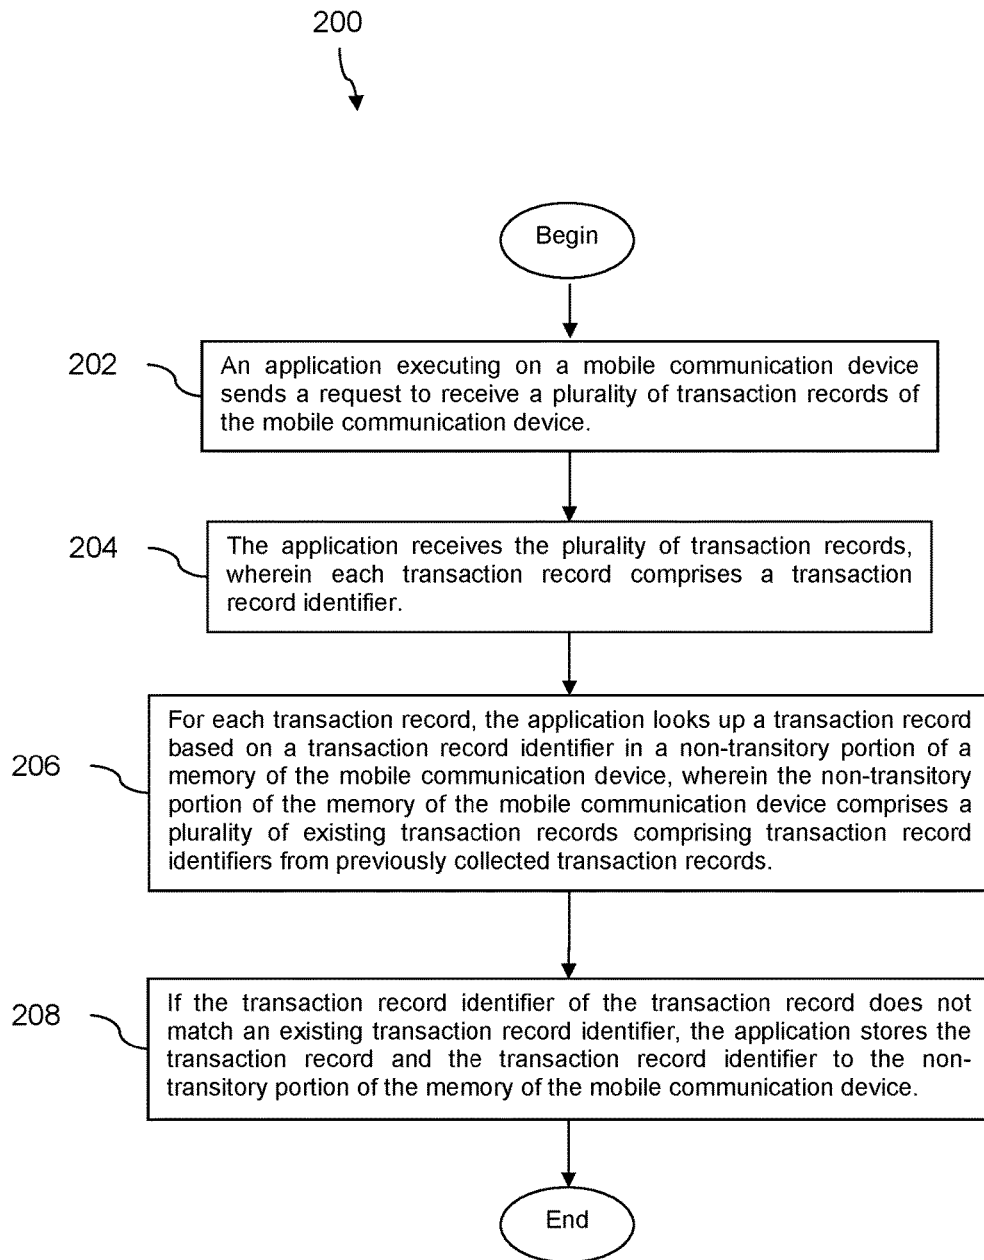 200
Begin
202
An application executing on a mobile communication device
sends a request to receive a plurality of transaction records of
the mobile communication device.
204
The application receives the plurality of transaction records,
wherein each transaction record comprises a transaction
record identifier.
206
For each transaction record, the application looks up a transaction record
based on a transaction record identifier in a non-transitory portion of a
memory of the mobile communication device, wherein the non-transitory
portion of the memory of the mobile communication device comprises a
plurality of existing transaction records comprising transaction record
identifiers from previously collected transaction records.
208
If the transaction record identifier of the transaction record does not
match an existing transaction record identifier, the application stores the
transaction record and the transaction record identifier to the non-
transitory portion of the memory of the mobile communication device.
End